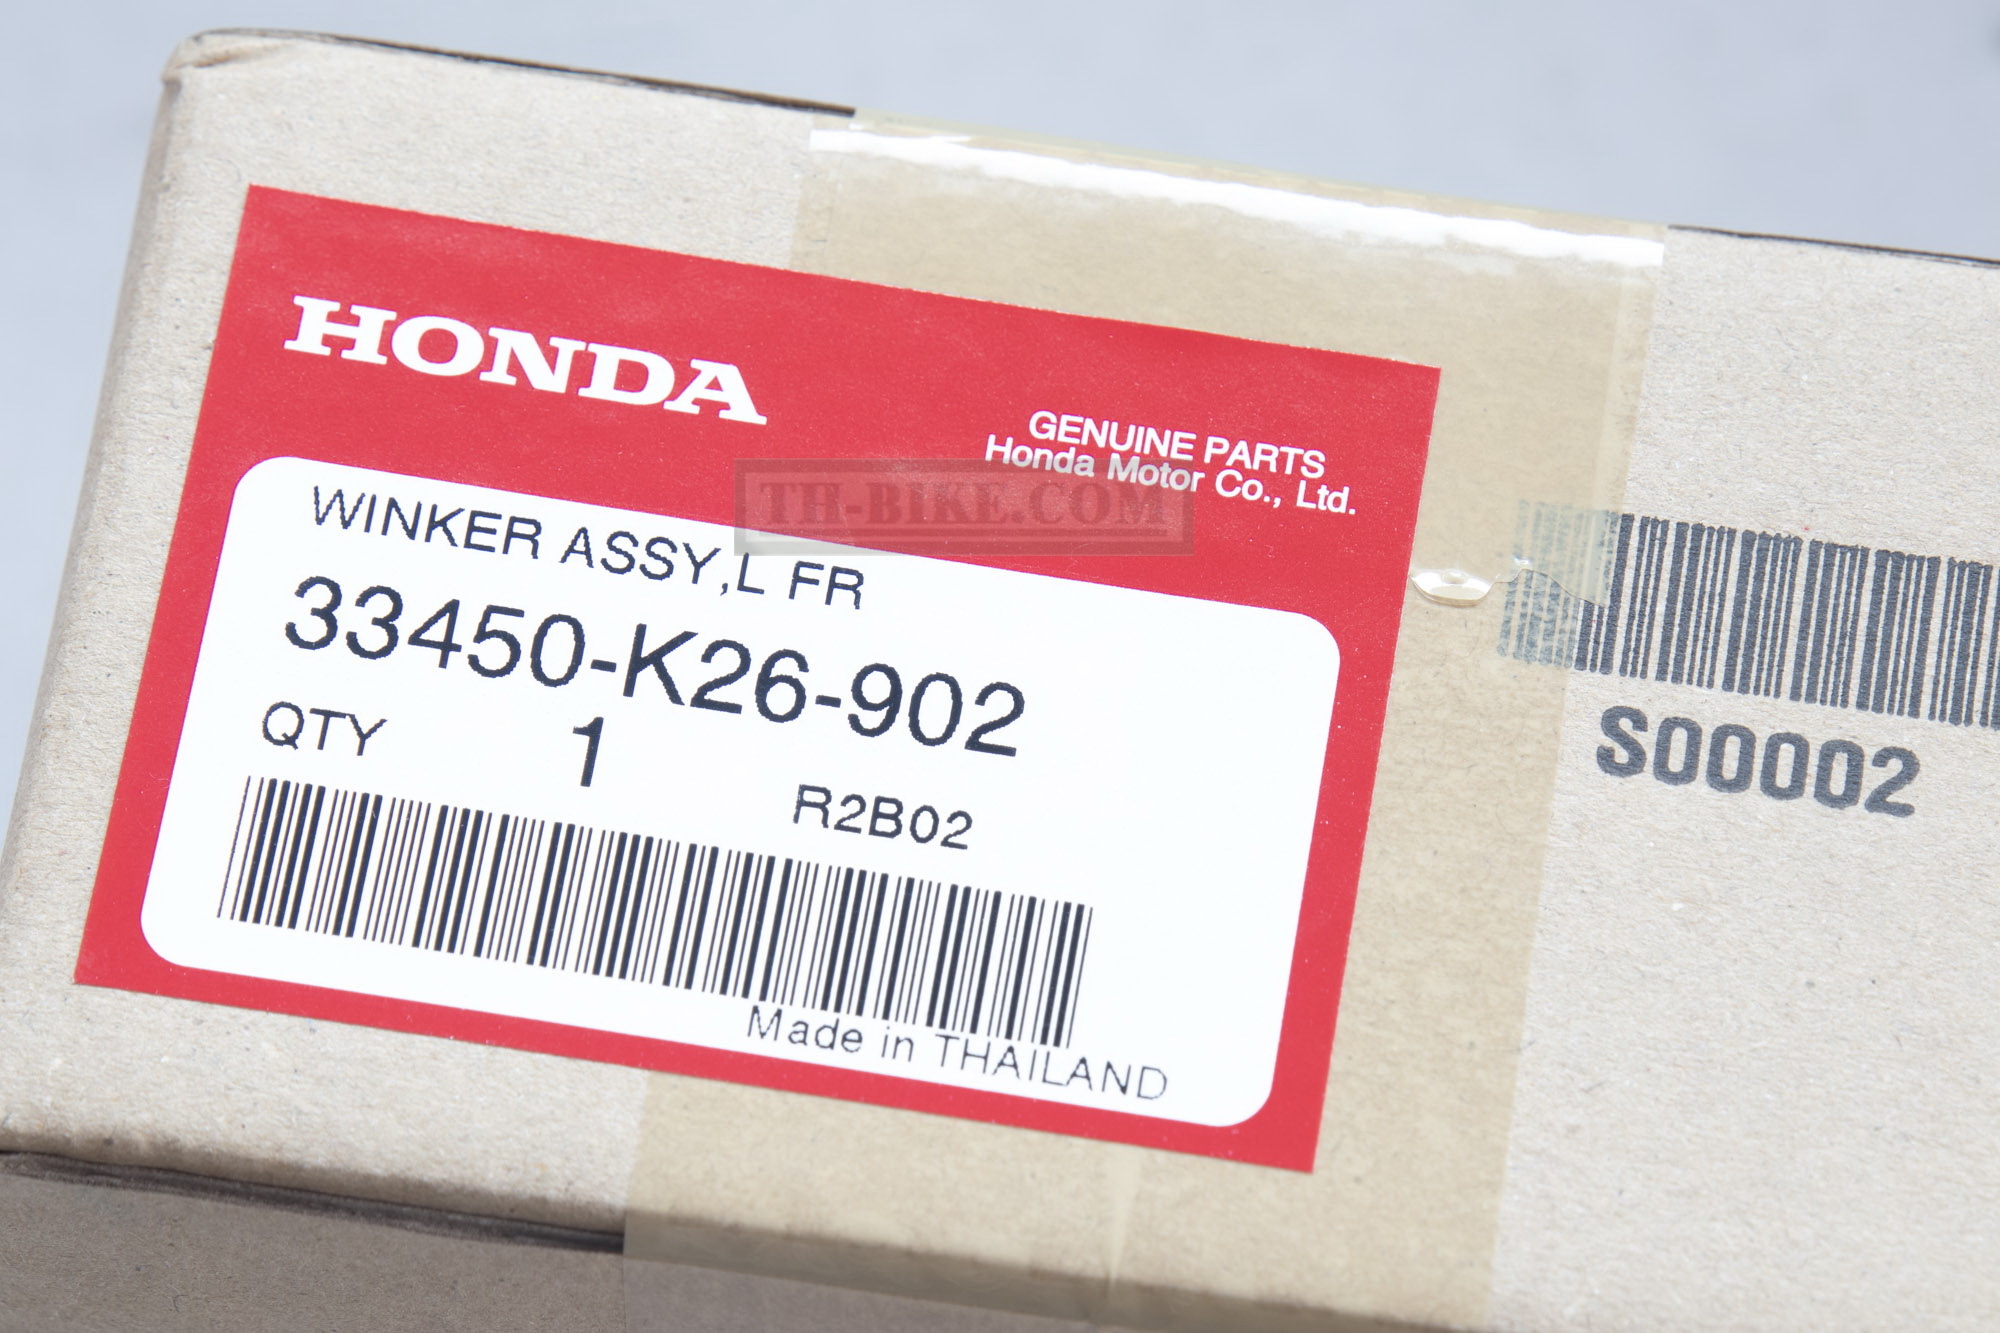 HONDA
GENUINE PARTS
Honda Motor Co., Ltd.
TH-BIKE.COM
WINKER ASSY,L FR
33450-K26-902
QTY 1
R2B02
Made in THAILAND
S00002